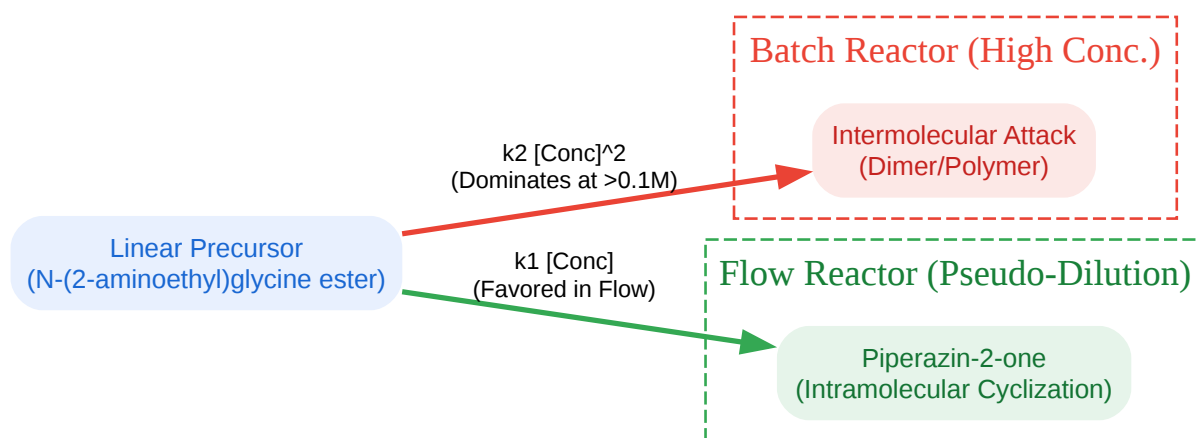 Batch Reactor (High Conc.)
Intermolecular Attack
(Dimer/Polymer)
k2 [Conc]^2
(Dominates at >0.1M)
Linear Precursor
(N-(2-aminoethyl)glycine ester)
k1 [Conc]
(Favored in Flow)
Flow Reactor (Pseudo-Dilution)
Piperazin-2-one
(Intramolecular Cyclization)